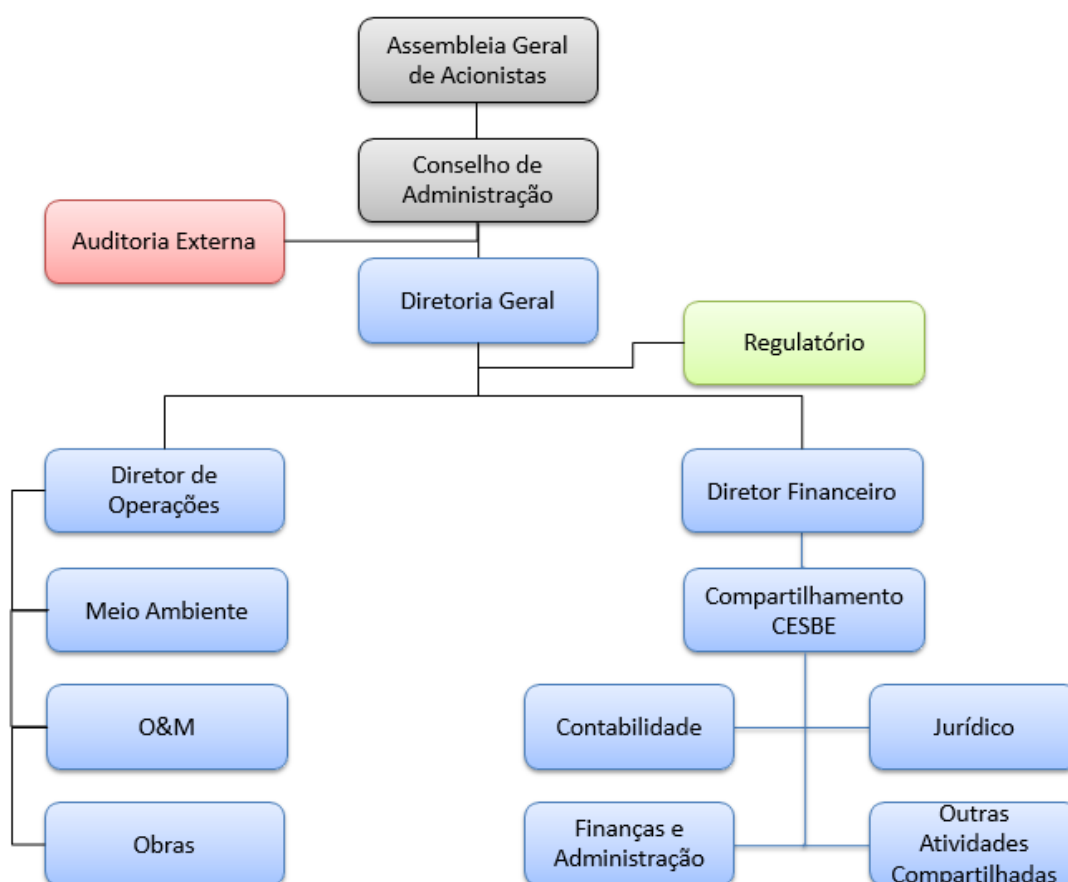 Assembleia Geral
de Acionistas
Conselho de
Administração
Auditoria Externa
Diretoria Geral
Regulatório
Diretor de
Operações
Diretor Financeiro
Meio Ambiente
Compartilhamento
CESBE
O&M
Contabilidade
Jurídico
Obras
Finanças e
Administração
Outras
Atividades
Compartilhadas